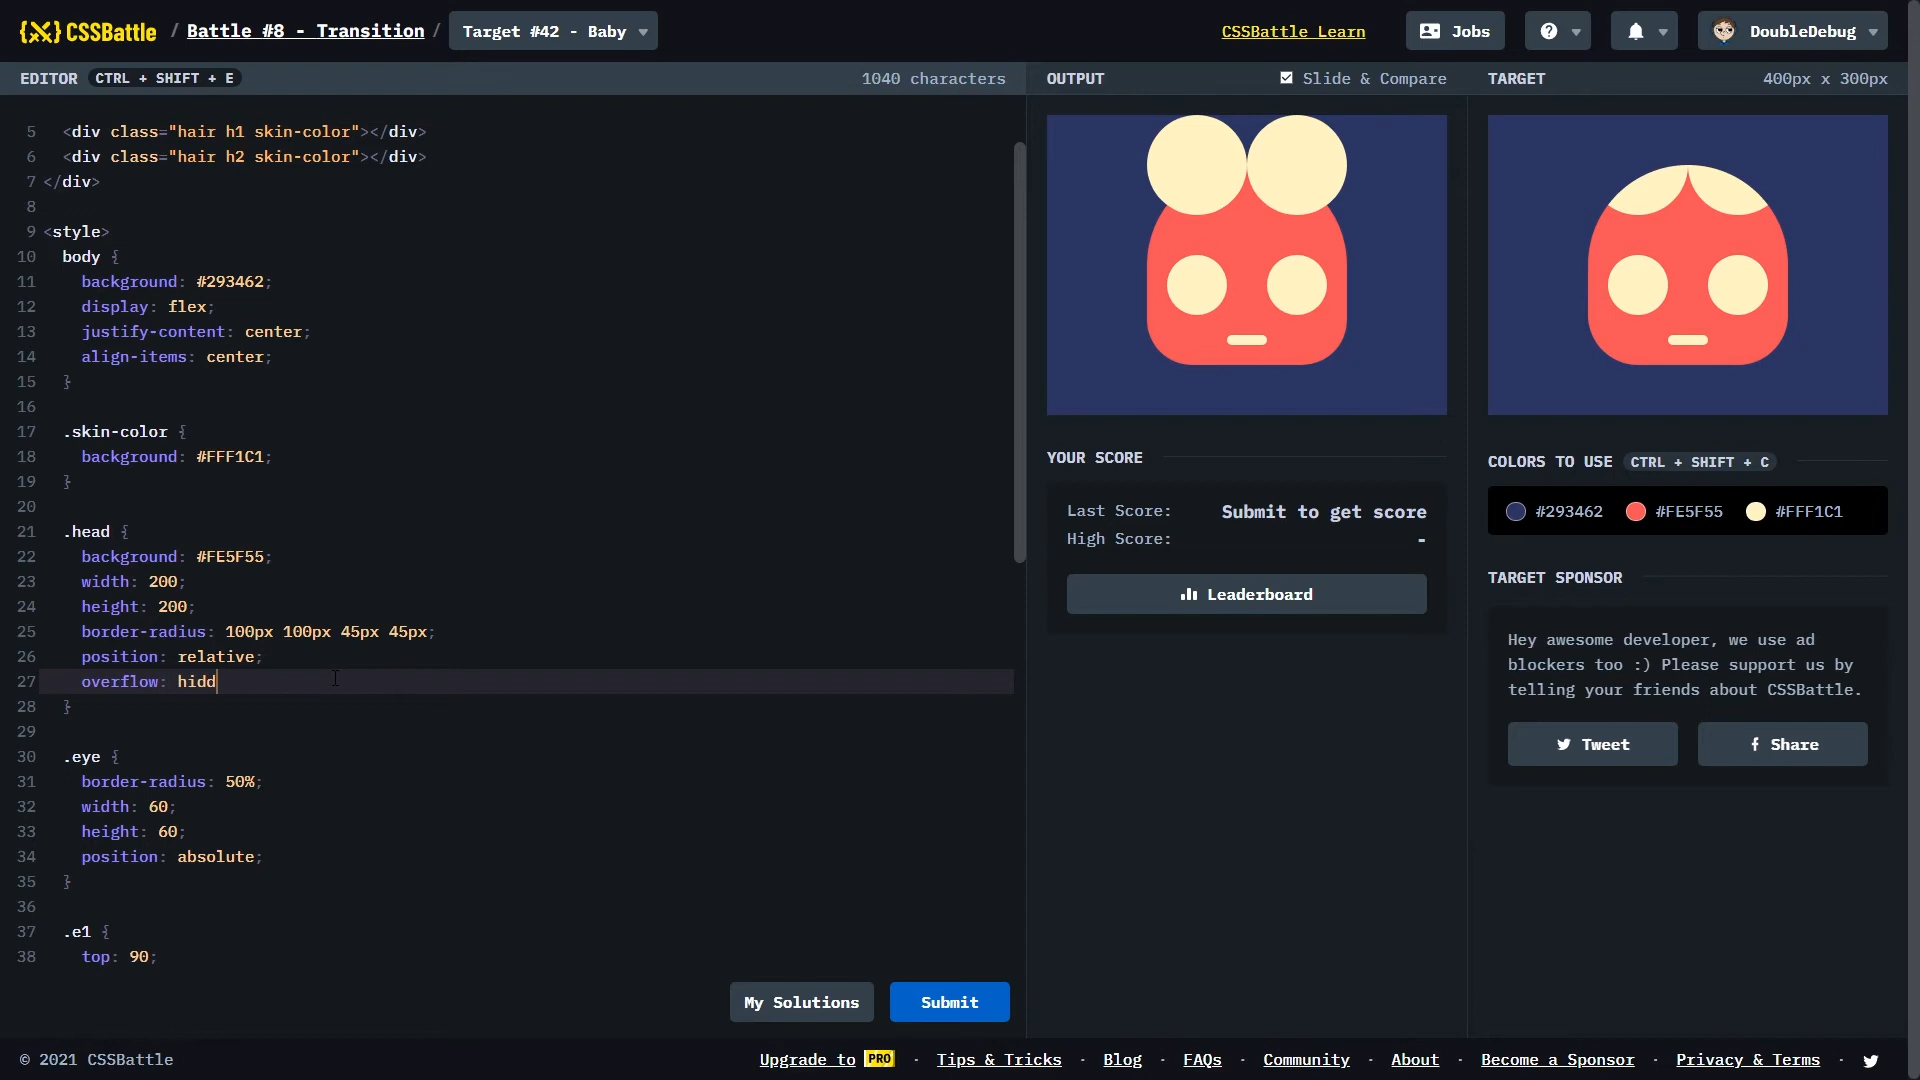 CSSBattle / Battle #8 - Transition / Target #42 - Baby
CSSBattle Learn Jobs DoubleDebug
EDITOR CTRL + SHIFT + E 1040 characters
OUTPUT Slide & Compare
TARGET 400px x 300px
5 <div class="hair h1 skin-color"></div>
6 <div class="hair h2 skin-color"></div>
7 </div>
8
9 <style>
10 body {
11 background: #293462;
12 display: flex;
13 justify-content: center;
14 align-items: center;
15 }
16
17 .skin-color {
18 background: #FFF1C1;
19 }
20
21 .head {
22 background: #FE5F55;
23 width: 200;
24 height: 200;
25 border-radius: 100px 100px 45px 45px;
26 position: relative;
27 overflow: hidd
28 }
29
30 .eye {
31 border-radius: 50%;
32 width: 60;
33 height: 60;
34 position: absolute;
35 }
36
37 .e1 {
38 top: 90;
My Solutions Submit
YOUR SCORE
Last Score: Submit to get score
High Score: -
Leaderboard
COLORS TO USE CTRL + SHIFT + C
#293462 #FE5F55 #FFF1C1
TARGET SPONSOR
Hey awesome developer, we use ad
blockers too :) Please support us by
telling your friends about CSSBattle.
Tweet Share
© 2021 CSSBattle
Upgrade to PRO · Tips & Tricks · Blog · FAQs · Community · About · Become a Sponsor · Privacy & Terms ·